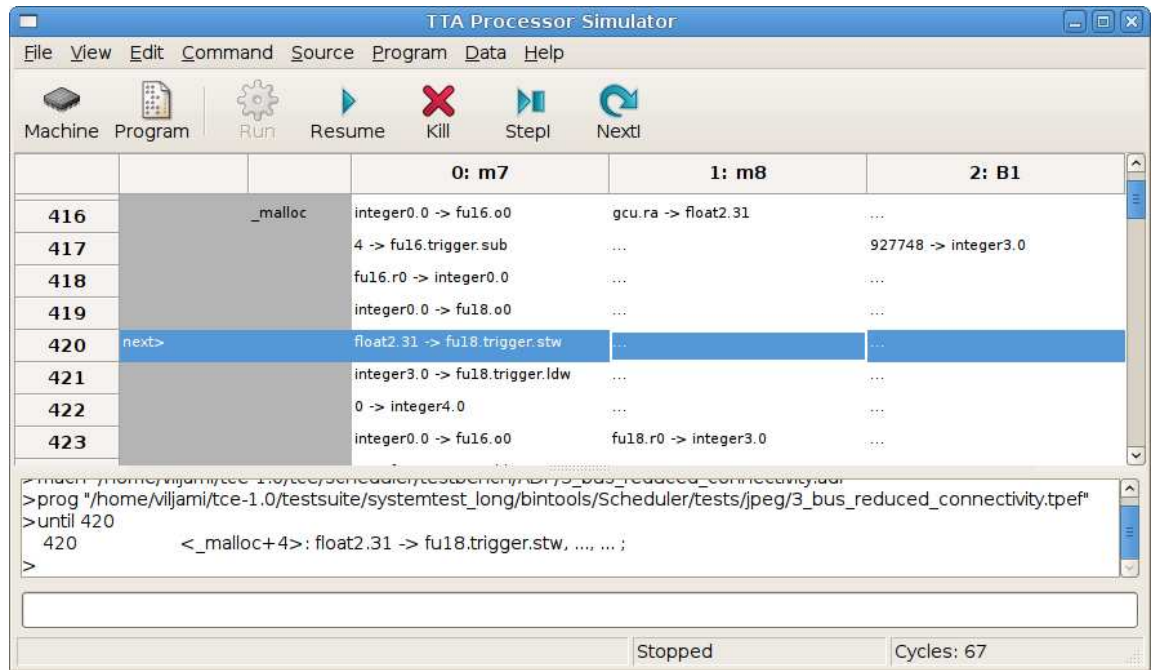 TTA Processor Simulator
File View Edit Command Source Program Data Help
Machine Program Run Resume Kill StepI NextI
0: m7 1: m8 2: B1
416 _malloc integer0.0 -> fu16.o0 gcu.ra -> float2.31 ...
417 4 -> fu16.trigger.sub ... 927748 -> integer3.0
418 fu16.r0 -> integer0.0 ... ...
419 integer0.0 -> fu18.o0 ... ...
420 next> float2.31 -> fu18.trigger.stw ... ...
421 integer3.0 -> fu18.trigger.ldw ... ...
422 0 -> integer4.0 ... ...
423 integer0.0 -> fu16.o0 fu18.r0 -> integer3.0 ...
>prog "/home/viljami/tce-1.0/testsuite/systemtest_long/bintools/Scheduler/tests/jpeg/3_bus_reduced_connectivity.tpef"
>until 420
420 <_malloc+4>: float2.31 -> fu18.trigger.stw, ..., ... ;
>
Stopped Cycles: 67